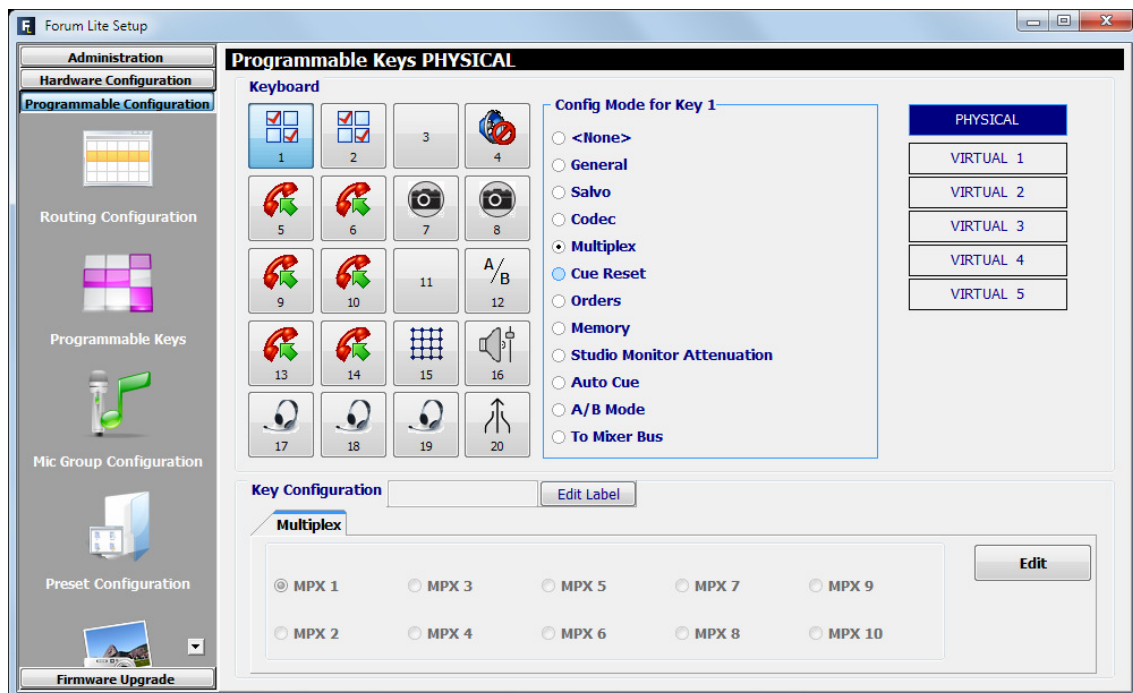 Forum Lite Setup
Administration
Hardware Configuration
Programmable Configuration
Routing Configuration
Programmable Keys
Mic Group Configuration
Preset Configuration
Firmware Upgrade
Programmable Keys PHYSICAL
Keyboard
1 2 3 4
5 6 7 8
9 10 11 A/B 12
13 14 15 16
17 18 19 20
Config Mode for Key 1
<None>
General
Salvo
Codec
Multiplex
Cue Reset
Orders
Memory
Studio Monitor Attenuation
Auto Cue
A/B Mode
To Mixer Bus
PHYSICAL
VIRTUAL 1
VIRTUAL 2
VIRTUAL 3
VIRTUAL 4
VIRTUAL 5
Key Configuration Edit Label
Multiplex
MPX 1 MPX 3 MPX 5 MPX 7 MPX 9
MPX 2 MPX 4 MPX 6 MPX 8 MPX 10
Edit